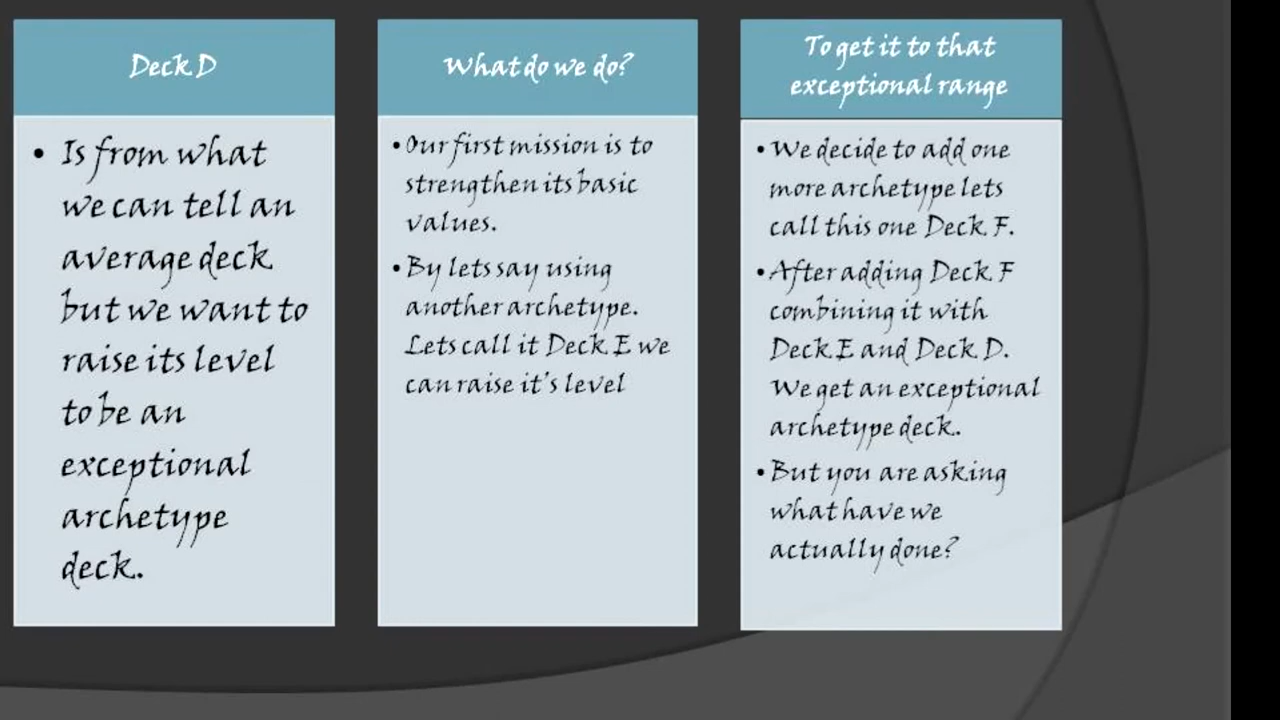 Deck D
• Is from what
we can tell an
average deck
but we want to
raise its level
to be an
exceptional
archetype
deck.
What do we do?
• Our first mission is to
strengthen its basic
values.
• By lets say using
another archetype.
Lets call it Deck E we
can raise it's level
To get it to that
exceptional range
• We decide to add one
more archetype lets
call this one Deck F.
• After adding Deck F
combining it with
Deck E and Deck D.
We get an exceptional
archetype deck.
• But you are asking
what have we
actually done?